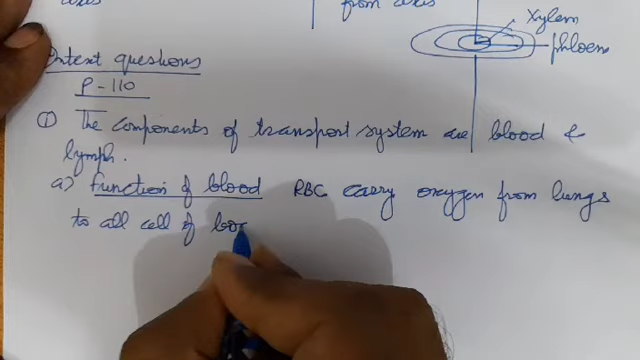 from axis
Xylem
phloem
Intext questions
P-110
① The components of transport system are blood &
lymph.
a) Function of blood RBC carry oxygen from lungs
to all cell of boo